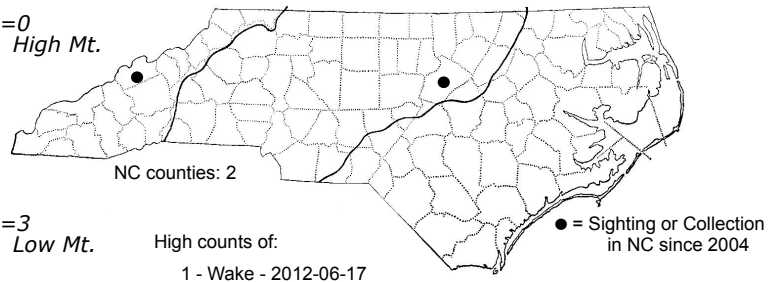 =0
High Mt.
NC counties: 2
=3
Low Mt.
High counts of:
1 - Wake - 2012-06-17
● = Sighting or Collection
in NC since 2004